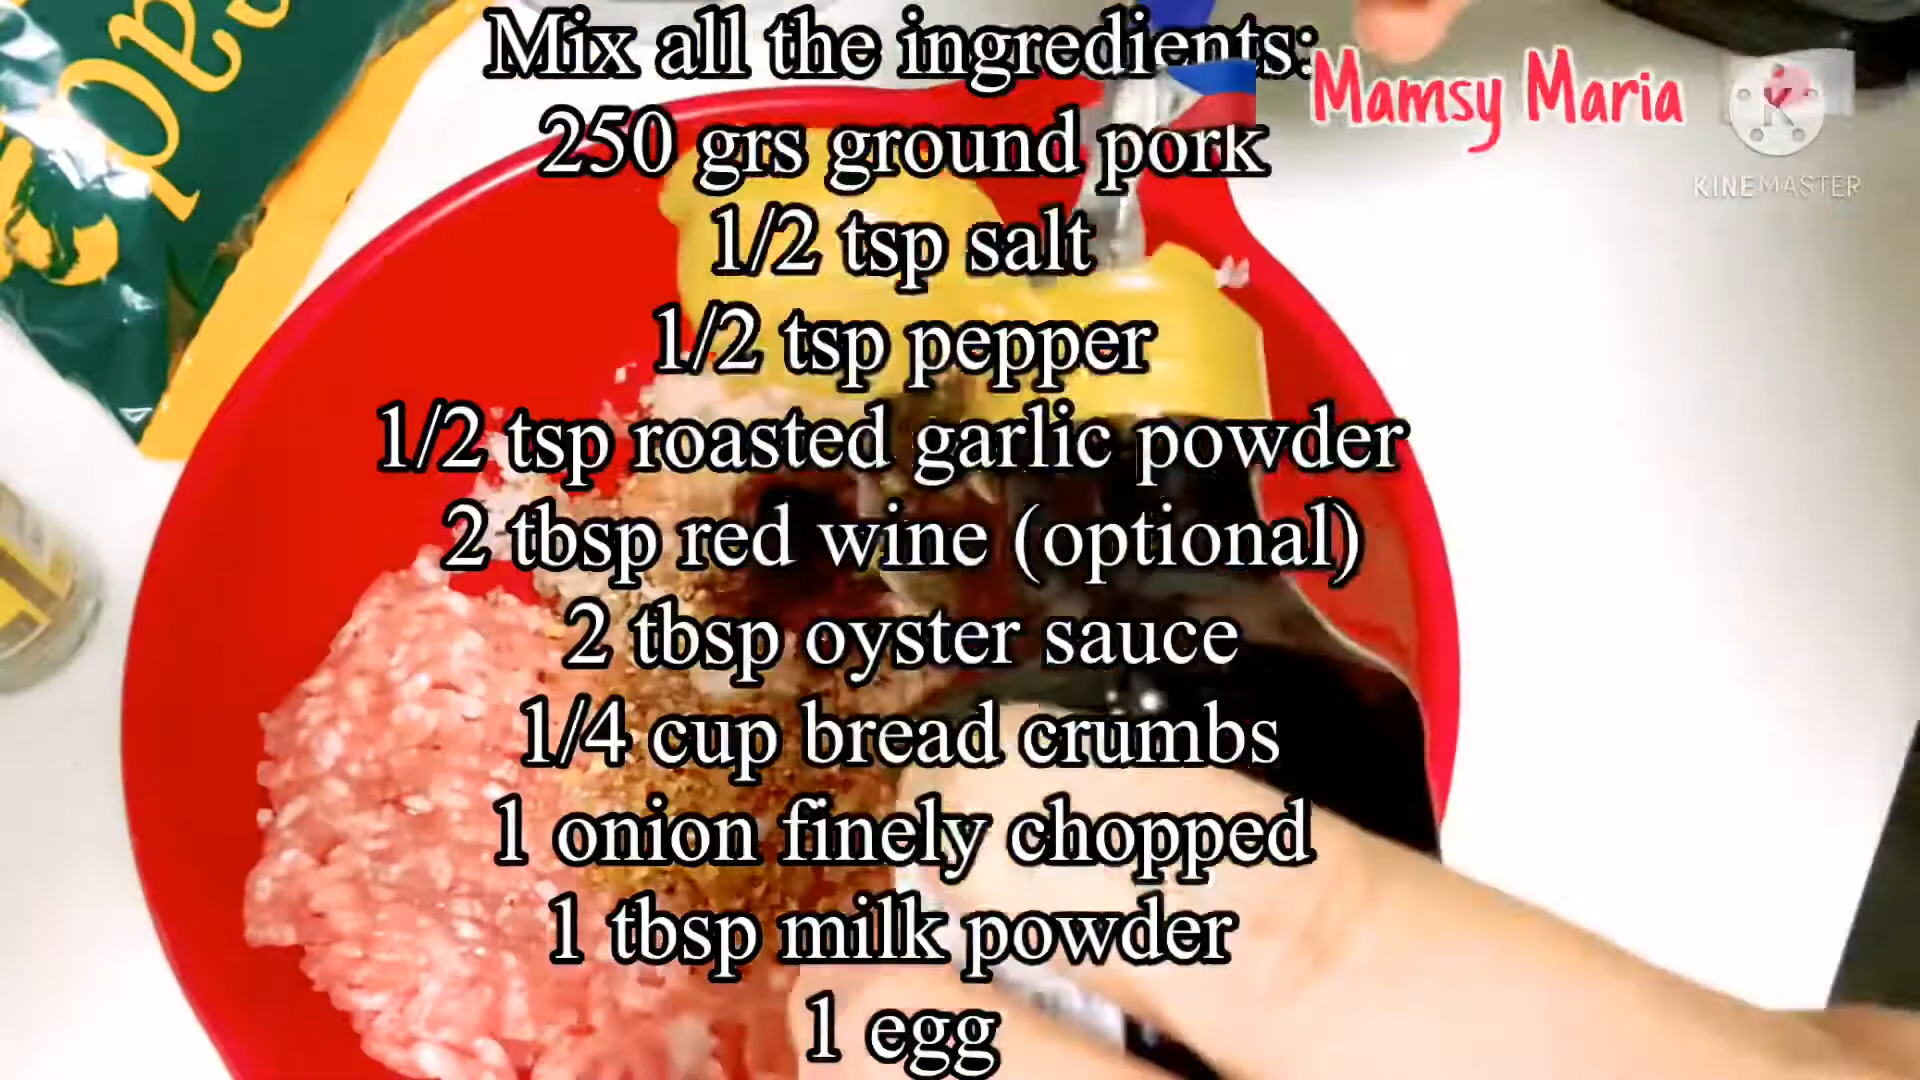 Mix all the ingredients:
250 grs ground pork
1/2 tsp salt
1/2 tsp pepper
1/2 tsp roasted garlic powder
2 tbsp red wine (optional)
2 tbsp oyster sauce
1/4 cup bread crumbs
1 onion finely chopped
1 tbsp milk powder
1 egg
Mamsy Maria
K
KINEMASTER